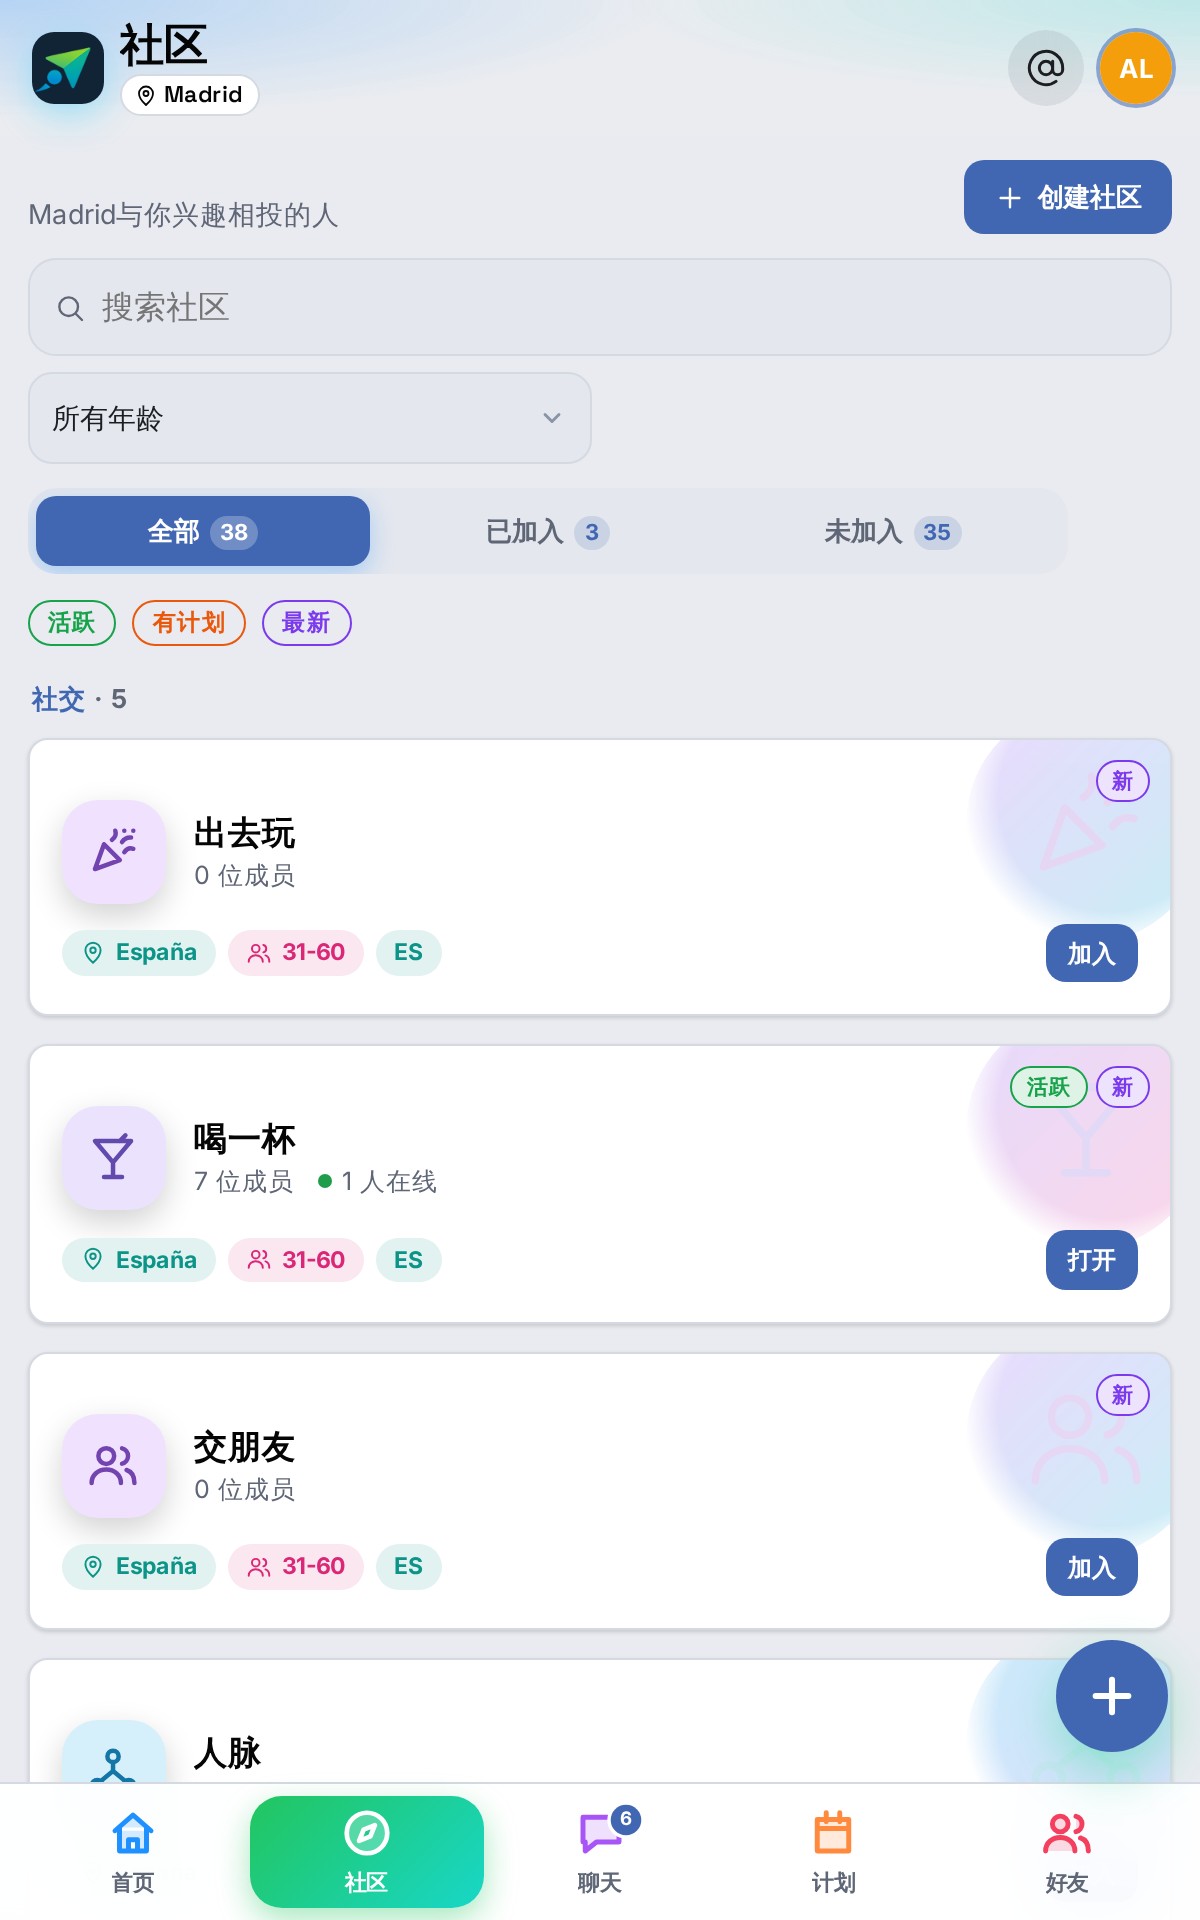 社区
Madrid
@
AL
Madrid与你兴趣相投的人
创建社区
搜索社区
所有年龄
全部 38
已加入 3
未加入 35
活跃
有计划
最新
社交 · 5
新
出去玩
0 位成员
España
31-60
ES
加入
活跃
新
喝一杯
7 位成员
1 人在线
España
31-60
ES
打开
新
交朋友
0 位成员
España
31-60
ES
加入
人脉
首页
社区
6
聊天
计划
好友